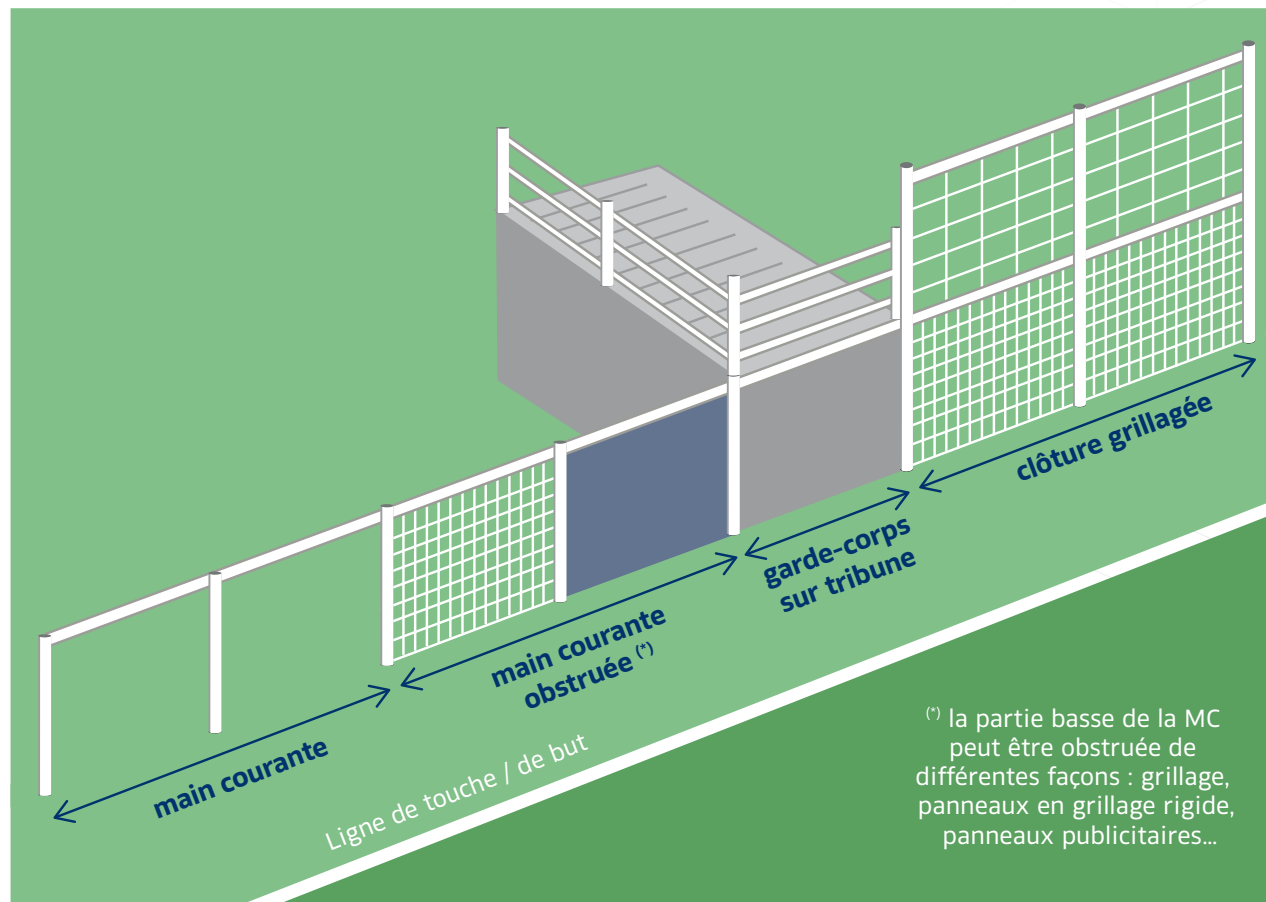 main courante
main courante
obstruée (*)
garde-corps
sur tribune
clôture grillagée
Ligne de touche / de but
(*) la partie basse de la MC
peut être obstruée de
différentes façons : grillage,
panneaux en grillage rigide,
panneaux publicitaires...